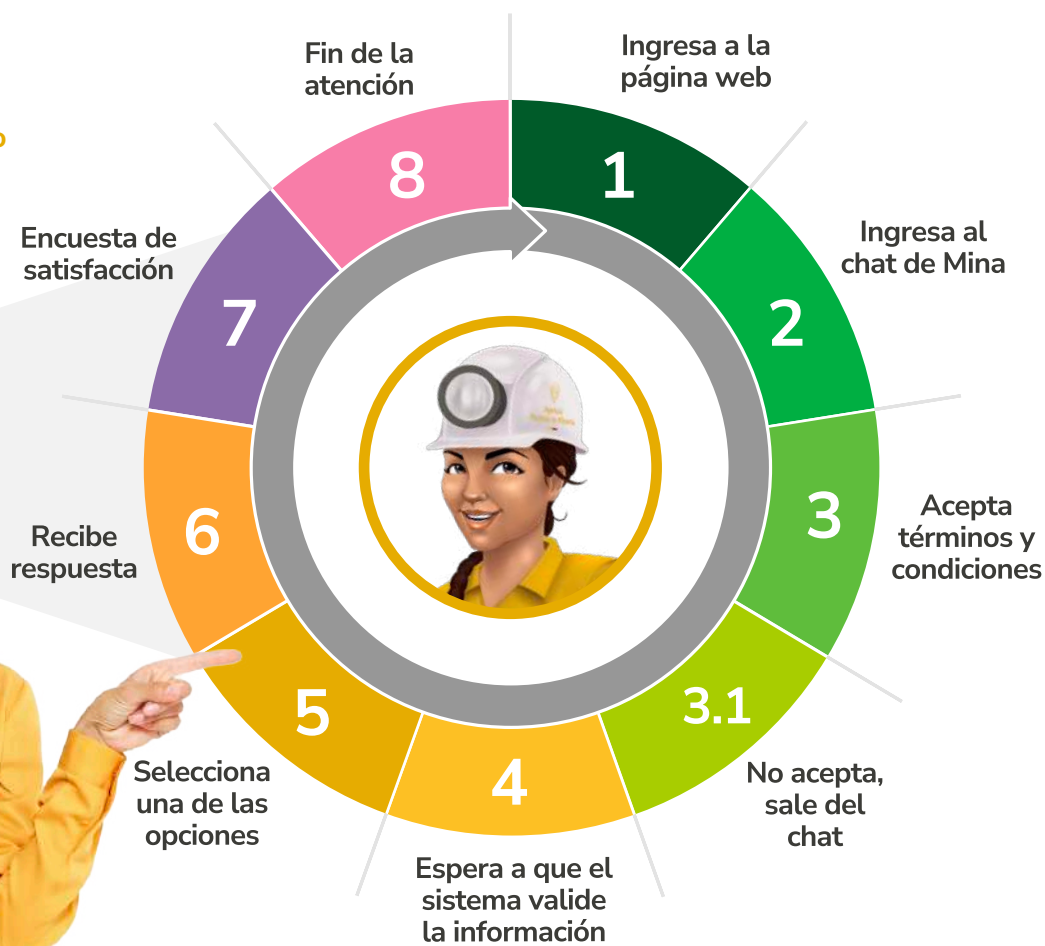 Ingresa a la
página web
1
Ingresa al
chat de Mina
2
Acepta
términos y
condiciones
3
3.1
No acepta,
sale del
chat
4
Espera a que el
sistema valide
la información
5
Selecciona
una de las
opciones
6
Recibe
respuesta
7
Encuesta de
satisfacción
8
Fin de la
atención